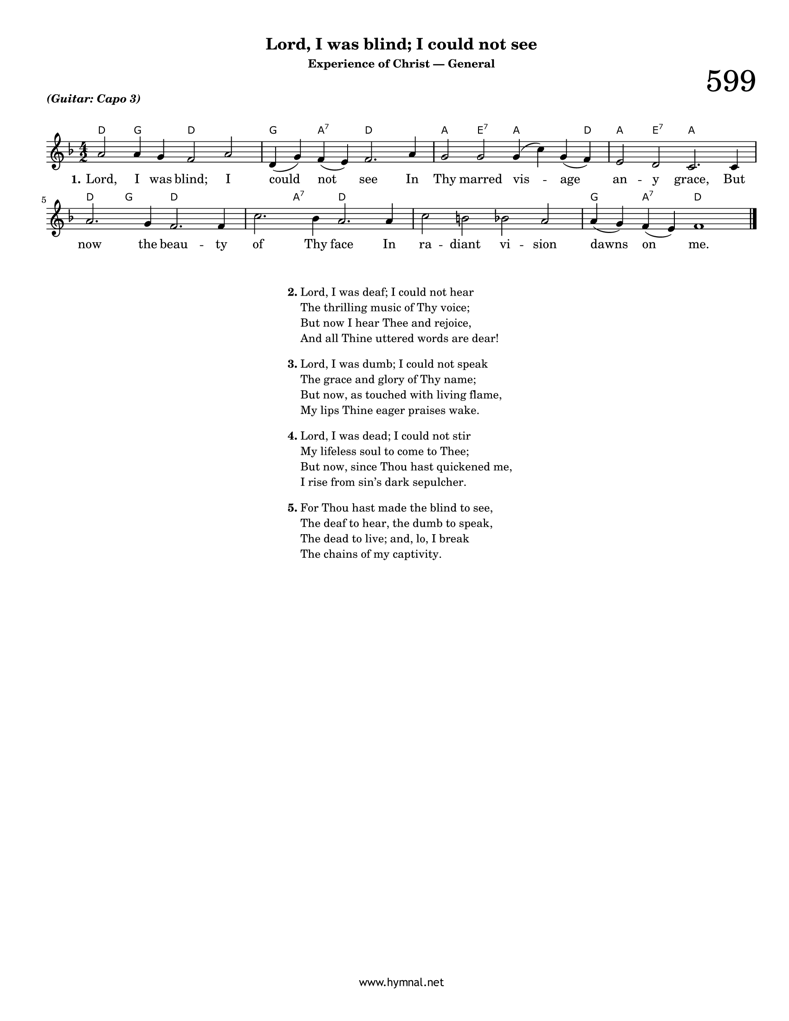 Lord, I was blind; I could not see
Experience of Christ — General
599
(Guitar: Capo 3)
D G D G A7 D A E7 A D A E7 A
4 2
1. Lord, I was blind; I could not see In Thy marred vis - age an - y grace, But
5
D G D A7 D G A7 D
now the beau - ty of Thy face In ra - diant vi - sion dawns on me.
2. Lord, I was deaf; I could not hear
The thrilling music of Thy voice;
But now I hear Thee and rejoice,
And all Thine uttered words are dear!
3. Lord, I was dumb; I could not speak
The grace and glory of Thy name;
But now, as touched with living flame,
My lips Thine eager praises wake.
4. Lord, I was dead; I could not stir
My lifeless soul to come to Thee;
But now, since Thou hast quickened me,
I rise from sin's dark sepulcher.
5. For Thou hast made the blind to see,
The deaf to hear, the dumb to speak,
The dead to live; and, lo, I break
The chains of my captivity.
www.hymnal.net